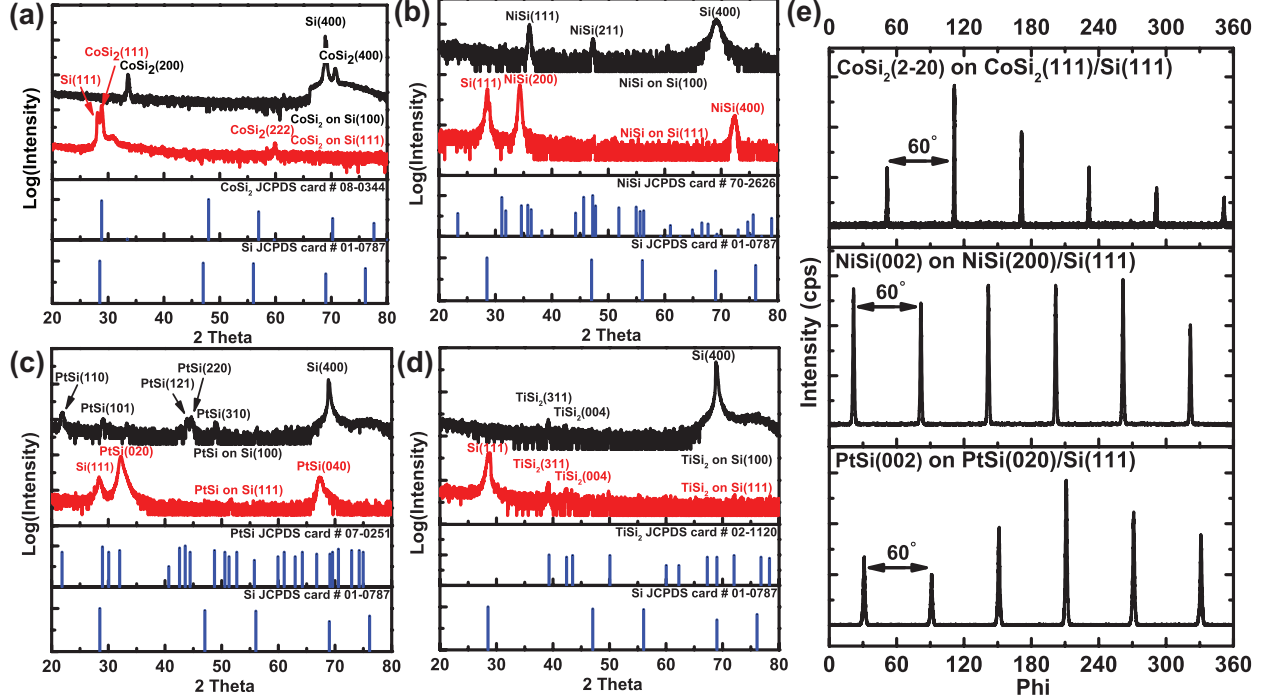 (a)
Si(400)
CoSi2(111)
CoSi2(400)
Si(111)
CoSi2(200)
CoSi2 on Si(100)
CoSi2(222)
CoSi2 on Si(111)
CoSi2 JCPDS card # 08-0344
Si JCPDS card # 01-0787
Log(Intensity)
20 30 40 50 60 70 80
2 Theta
(b)
NiSi(111)
Si(400)
NiSi(211)
NiSi on Si(100)
Si(111)
NiSi(200)
NiSi(400)
NiSi on Si(111)
NiSi JCPDS card # 70-2626
Si JCPDS card # 01-0787
Log(Intensity)
20 30 40 50 60 70 80
2 Theta
(c)
PtSi(110)
PtSi(220)
Si(400)
PtSi(121)
PtSi(101)
PtSi(310)
PtSi on Si(100)
PtSi(020)
Si(111)
PtSi(040)
PtSi on Si(111)
PtSi JCPDS card # 07-0251
Si JCPDS card # 01-0787
Log(Intensity)
20 30 40 50 60 70 80
2 Theta
(d)
Si(400)
TiSi2(311)
TiSi2(004)
TiSi2 on Si(100)
Si(111)
TiSi2(311)
TiSi2(004)
TiSi2 on Si(111)
TiSi2 JCPDS card # 02-1120
Si JCPDS card # 01-0787
Log(Intensity)
20 30 40 50 60 70 80
2 Theta
(e)
0 60 120 180 240 300 360
CoSi2(2-20) on CoSi2(111)/Si(111)
60°
NiSi(002) on NiSi(200)/Si(111)
60°
PtSi(002) on PtSi(020)/Si(111)
60°
Intensity (cps)
0 60 120 180 240 300 360
Phi